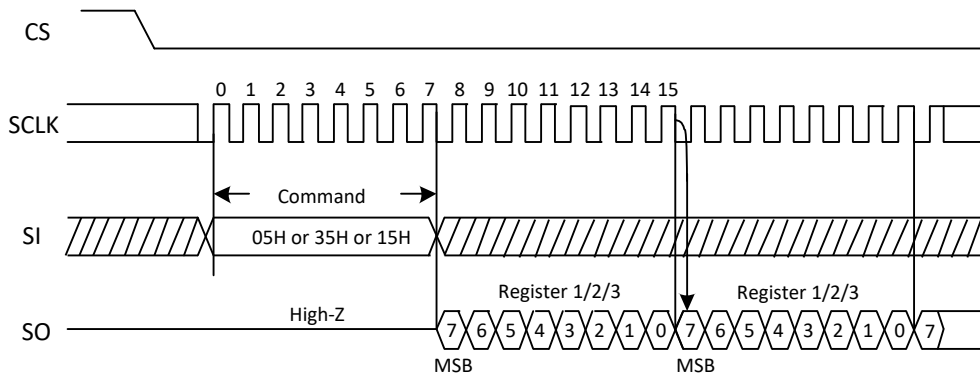 CS
0 1 2 3 4 5 6 7 8 9 10 11 12 13 14 15
SCLK
Command
SI
05H or 35H or 15H
Register 1/2/3 Register 1/2/3
High-Z
SO
7 6 5 4 3 2 1 0 7 6 5 4 3 2 1 0 7
MSB MSB